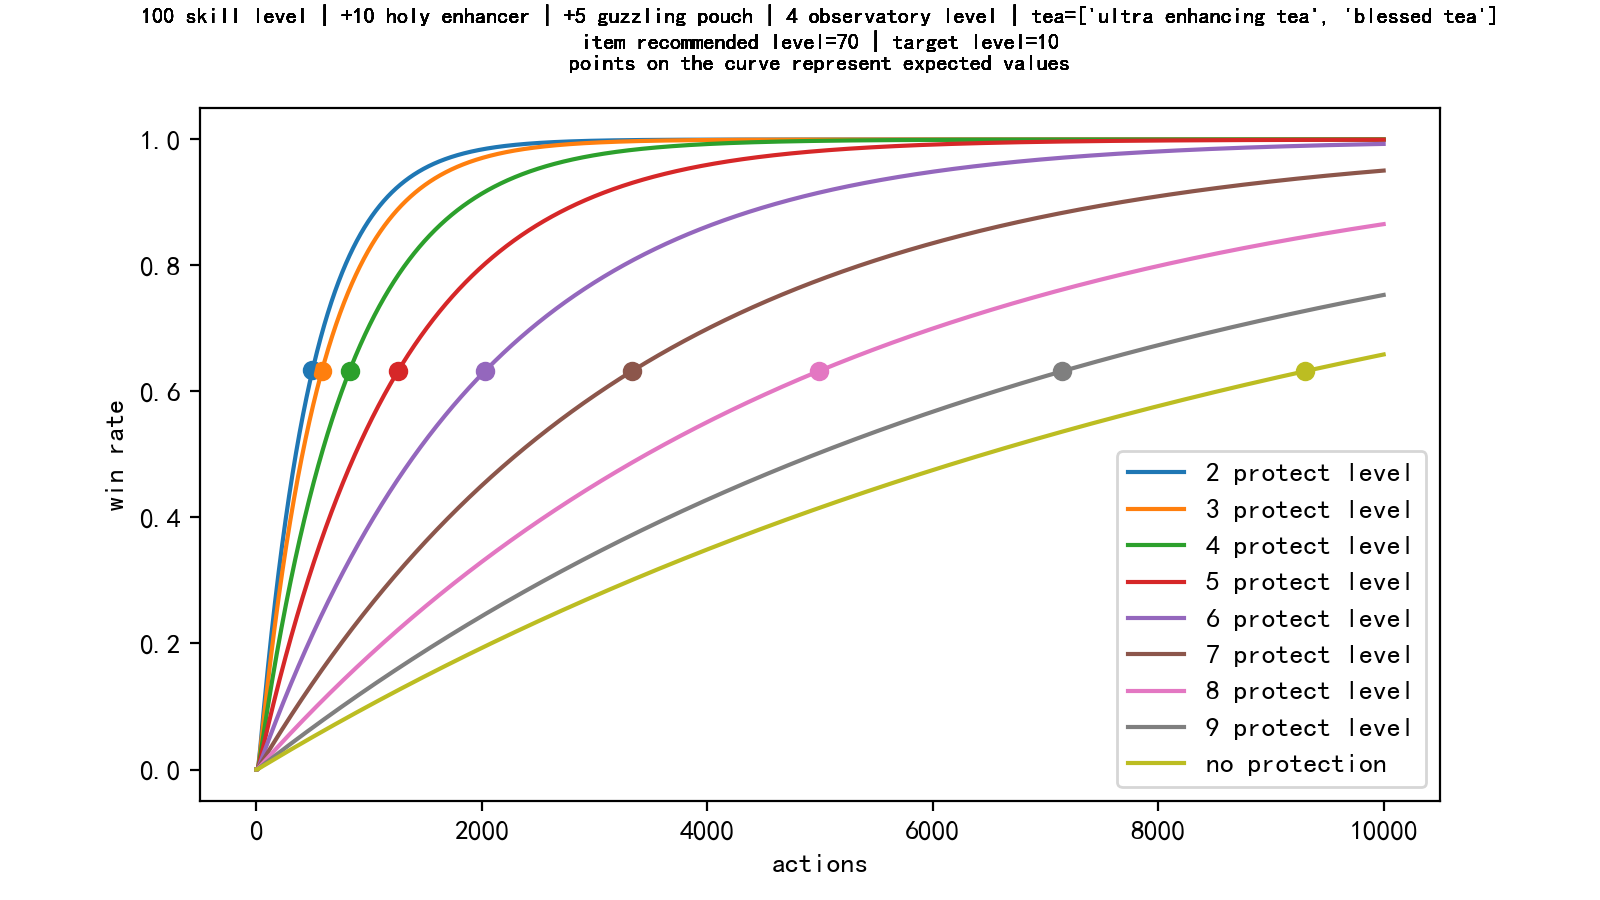 100 skill level | +10 holy enhancer | +5 guzzling pouch | 4 observatory level | tea=['ultra enhancing tea', 'blessed tea']
item recommended level=70 | target level=10
points on the curve represent expected values
1.0
0.8
0.6
0.4
0.2
0.0
win rate
2 protect level
3 protect level
4 protect level
5 protect level
6 protect level
7 protect level
8 protect level
9 protect level
no protection
0 2000 4000 6000 8000 10000
actions